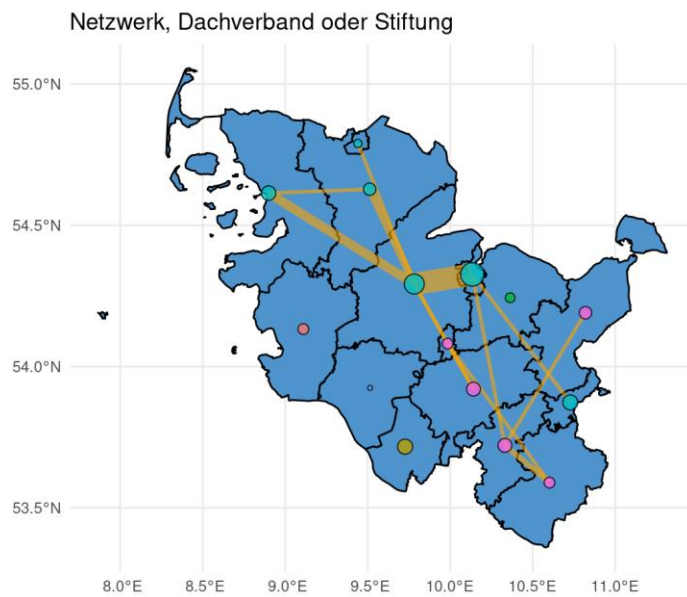 Netzwerk, Dachverband oder Stiftung
55.0°N
54.5°N
54.0°N
53.5°N
8.0°E 8.5°E 9.0°E 9.5°E 10.0°E 10.5°E 11.0°E